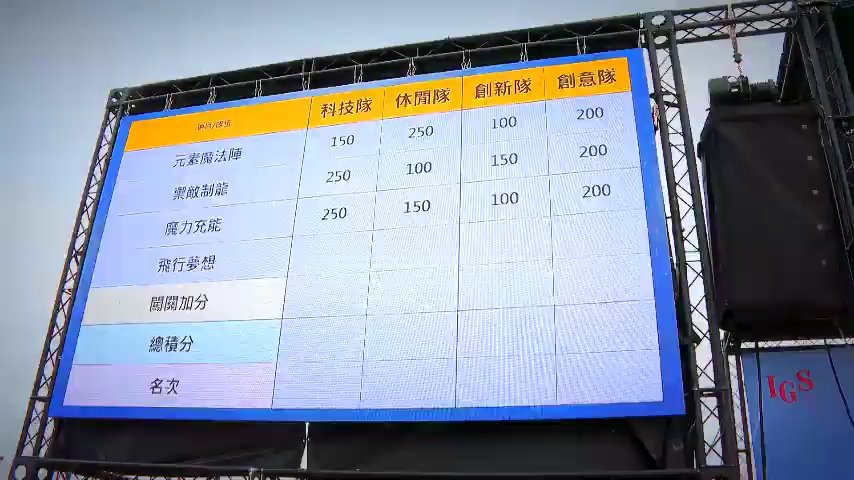 科技隊 休閒隊 創新隊 創意隊
元素魔法陣 150 250 100 200
禦敵制龍 250 100 150 200
魔力充能 250 150 100 200
飛行夢想
闖關加分
總積分
名次
IGS